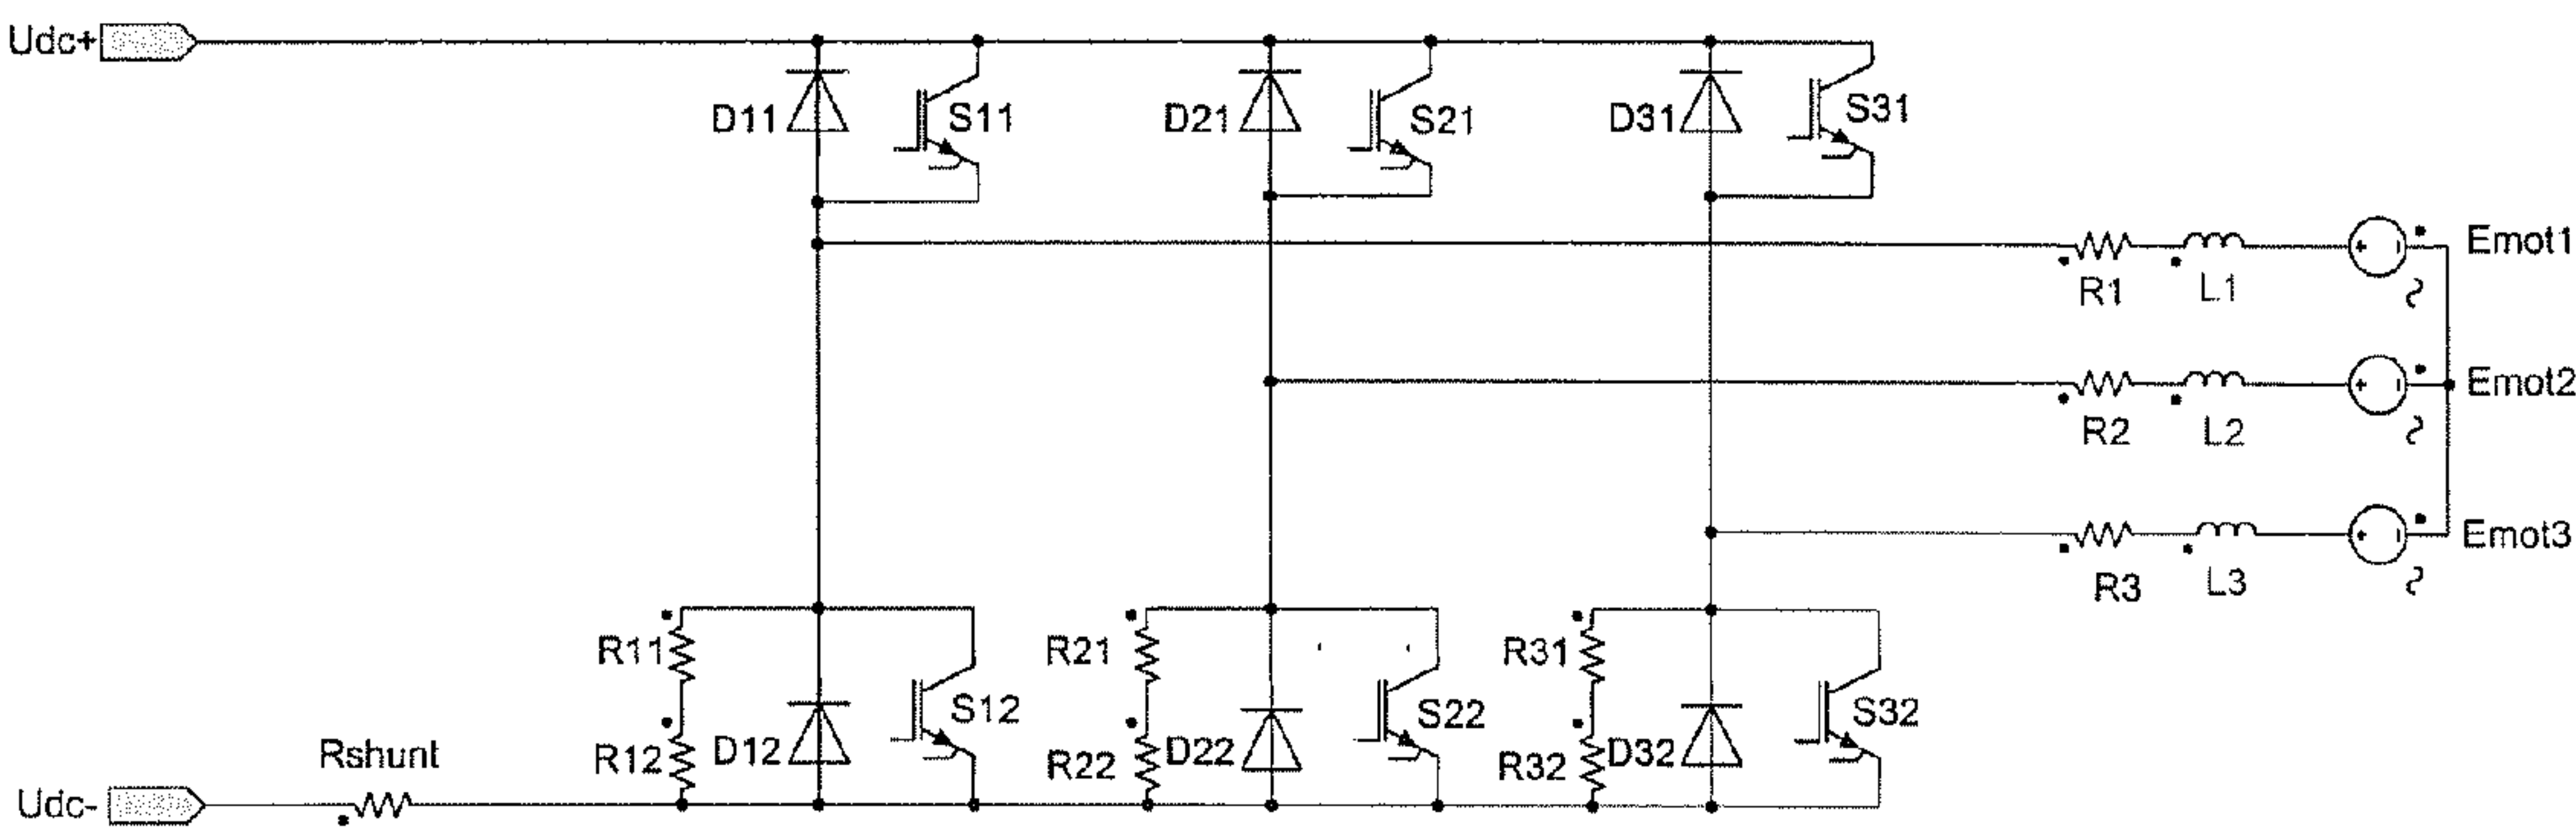 Udc+
D11
S11
D21
S21
D31
S31
Emot1
R1
L1
Emot2
R2
L2
Emot3
R3
L3
R11
R21
R31
R12
D12
S12
R22
D22
S22
R32
D32
S32
Rshunt
Udc-